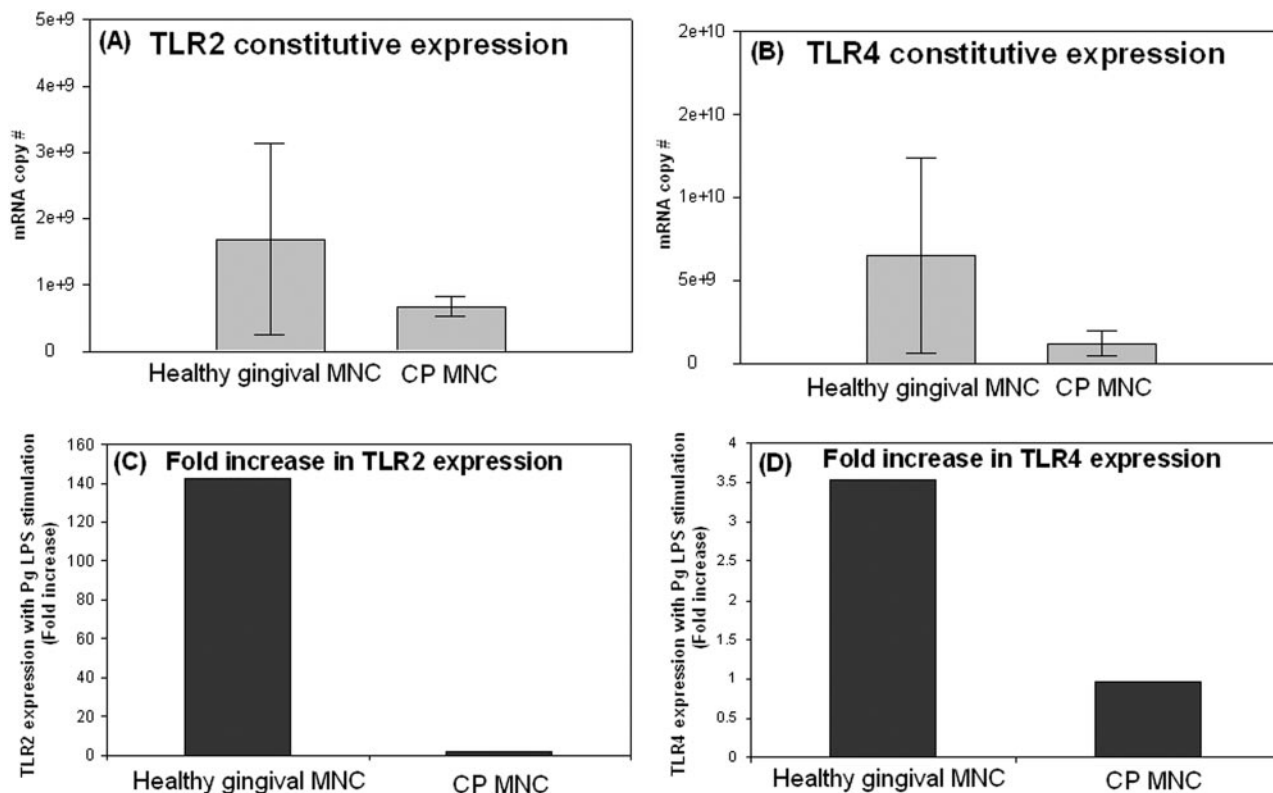 (A) TLR2 constitutive expression
5e+9
4e+9
3e+9
2e+9
1e+9
0
mRNA copy #
Healthy gingival MNC CP MNC
(B) TLR4 constitutive expression
2e+10
2e+10
1e+10
5e+9
0
mRNA copy #
Healthy gingival MNC CP MNC
(C) Fold increase in TLR2 expression
160
140
120
100
80
60
40
20
0
TLR2 expression with Pg LPS stimulation
(Fold increase)
Healthy gingival MNC CP MNC
(D) Fold increase in TLR4 expression
4
3.5
3
2.5
2
1.5
1
0.5
0
TLR4 expression with Pg LPS stimulation
(Fold increase)
Healthy gingival MNC CP MNC